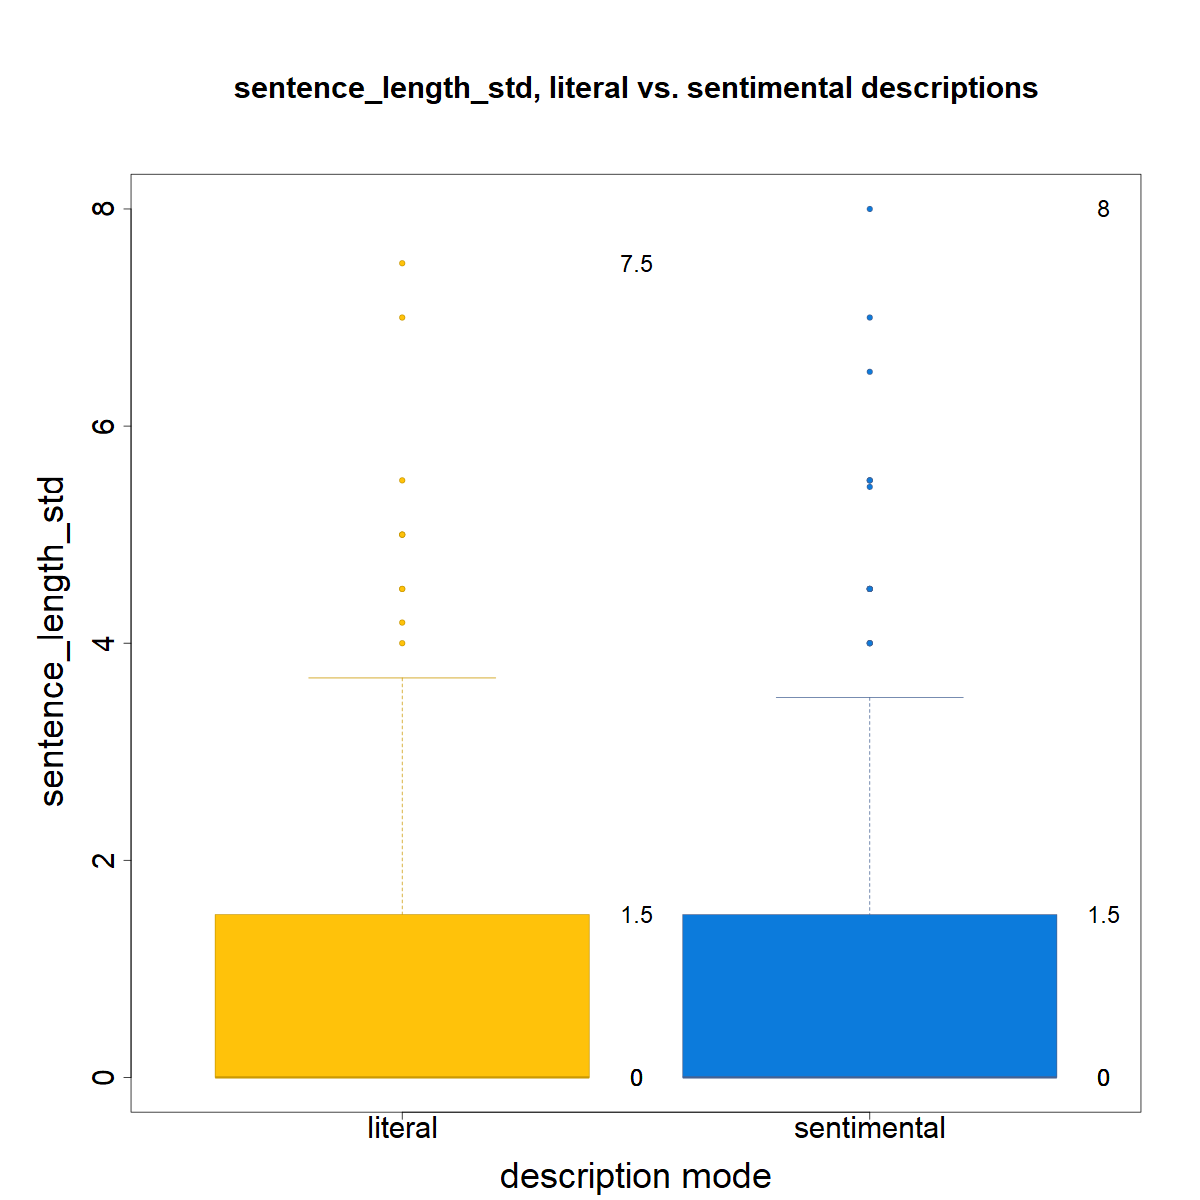 sentence_length_std, literal vs. sentimental descriptions
sentence_length_std
8
6
4
2
0
7.5
1.5
0
8
1.5
0
literal
sentimental
description mode